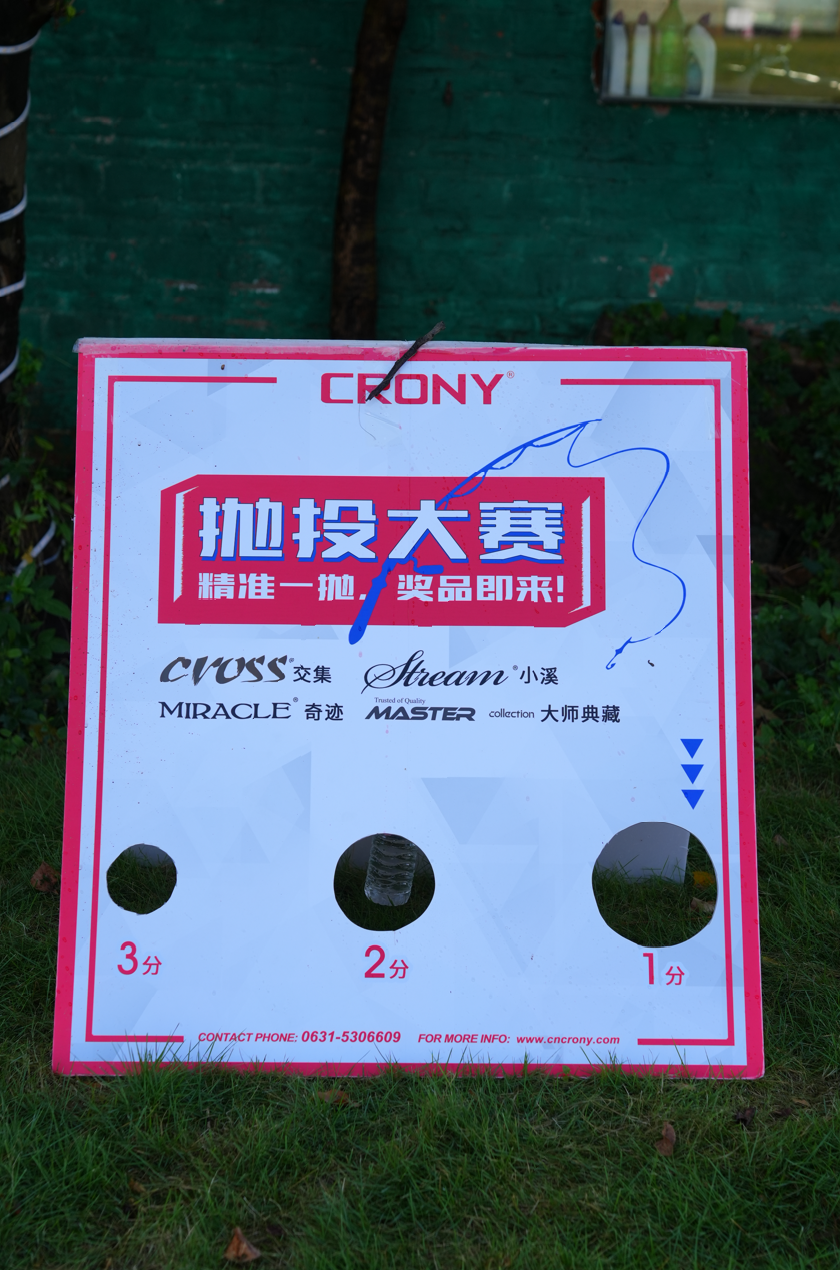 CRONY®
抛投大赛
精准一抛，奖品即来!
CROSS®交集 Stream®小溪
MIRACLE® 奇迹 Trusted of Quality MASTER collection 大师典藏
3分 2分 1分
CONTACT PHONE: 0631-5306609 FOR MORE INFO: www.cncrony.com